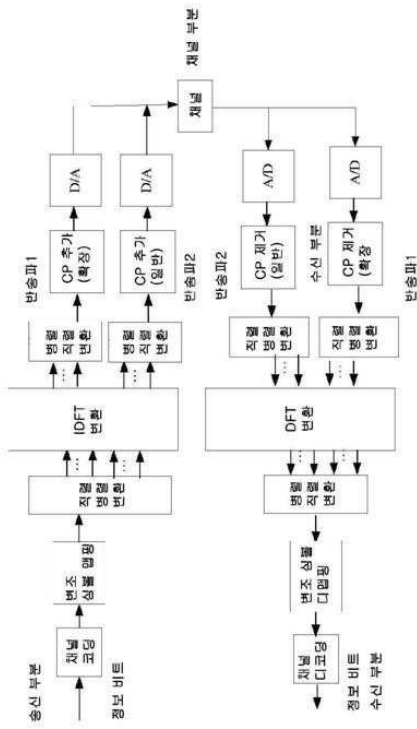 송신 부분
정보 비트
채널
코딩
변조
심볼 맵핑
직렬
병렬
변환
IDFT
변환
병렬
직렬
변환
병렬
직렬
변환
반송파1
CP 추가
(확장)
CP 추가
(일반)
반송파2
D/A
D/A
채널
채널 부분
A/D
A/D
반송파2
CP 제거
(일반)
수신 부분
CP 제거
(확장)
반송파1
직렬
병렬
변환
직렬
병렬
변환
DFT
변환
병렬
직렬
변환
변조 심볼
디맵핑
채널
디코딩
정보 비트
수신 부분